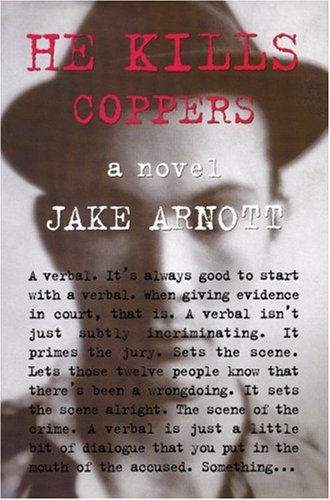 HE KILLS
COPPERS
a novel
JAKE ARNOTT
A verbal. It's always good to start
with a verbal. When giving evidence
in court, that is. A verbal isn't
just subtly incriminating. It
primes the jury. Sets the scene.
Lets those twelve people know that
there's been a wrongdoing. It sets
the scene alright. The scene of the
crime. A verbal is just a little
bit of dialogue that you put in the
mouth of the accused. Something...